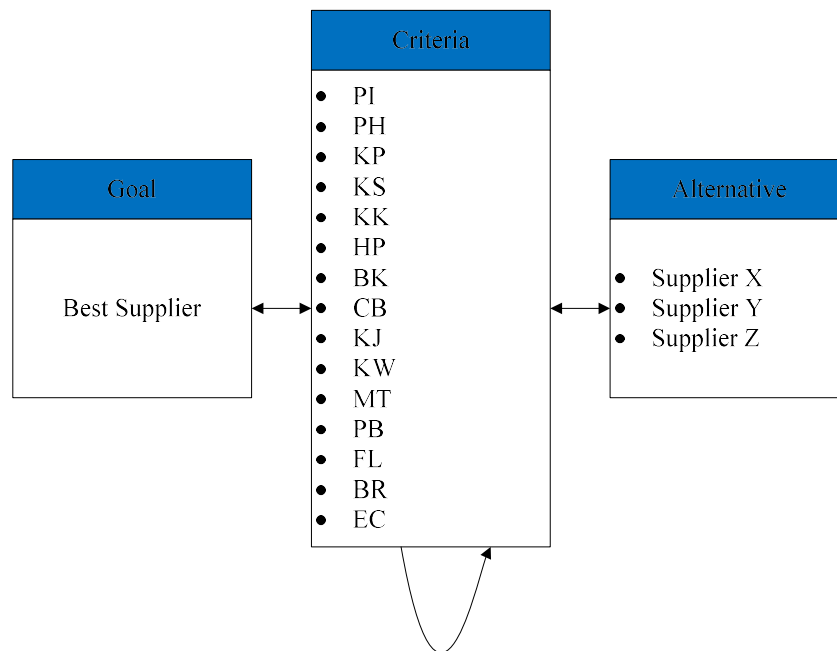 Goal
Best Supplier
Criteria
PI
PH
KP
KS
KK
HP
BK
CB
KJ
KW
MT
PB
FL
BR
EC
Alternative
Supplier X
Supplier Y
Supplier Z